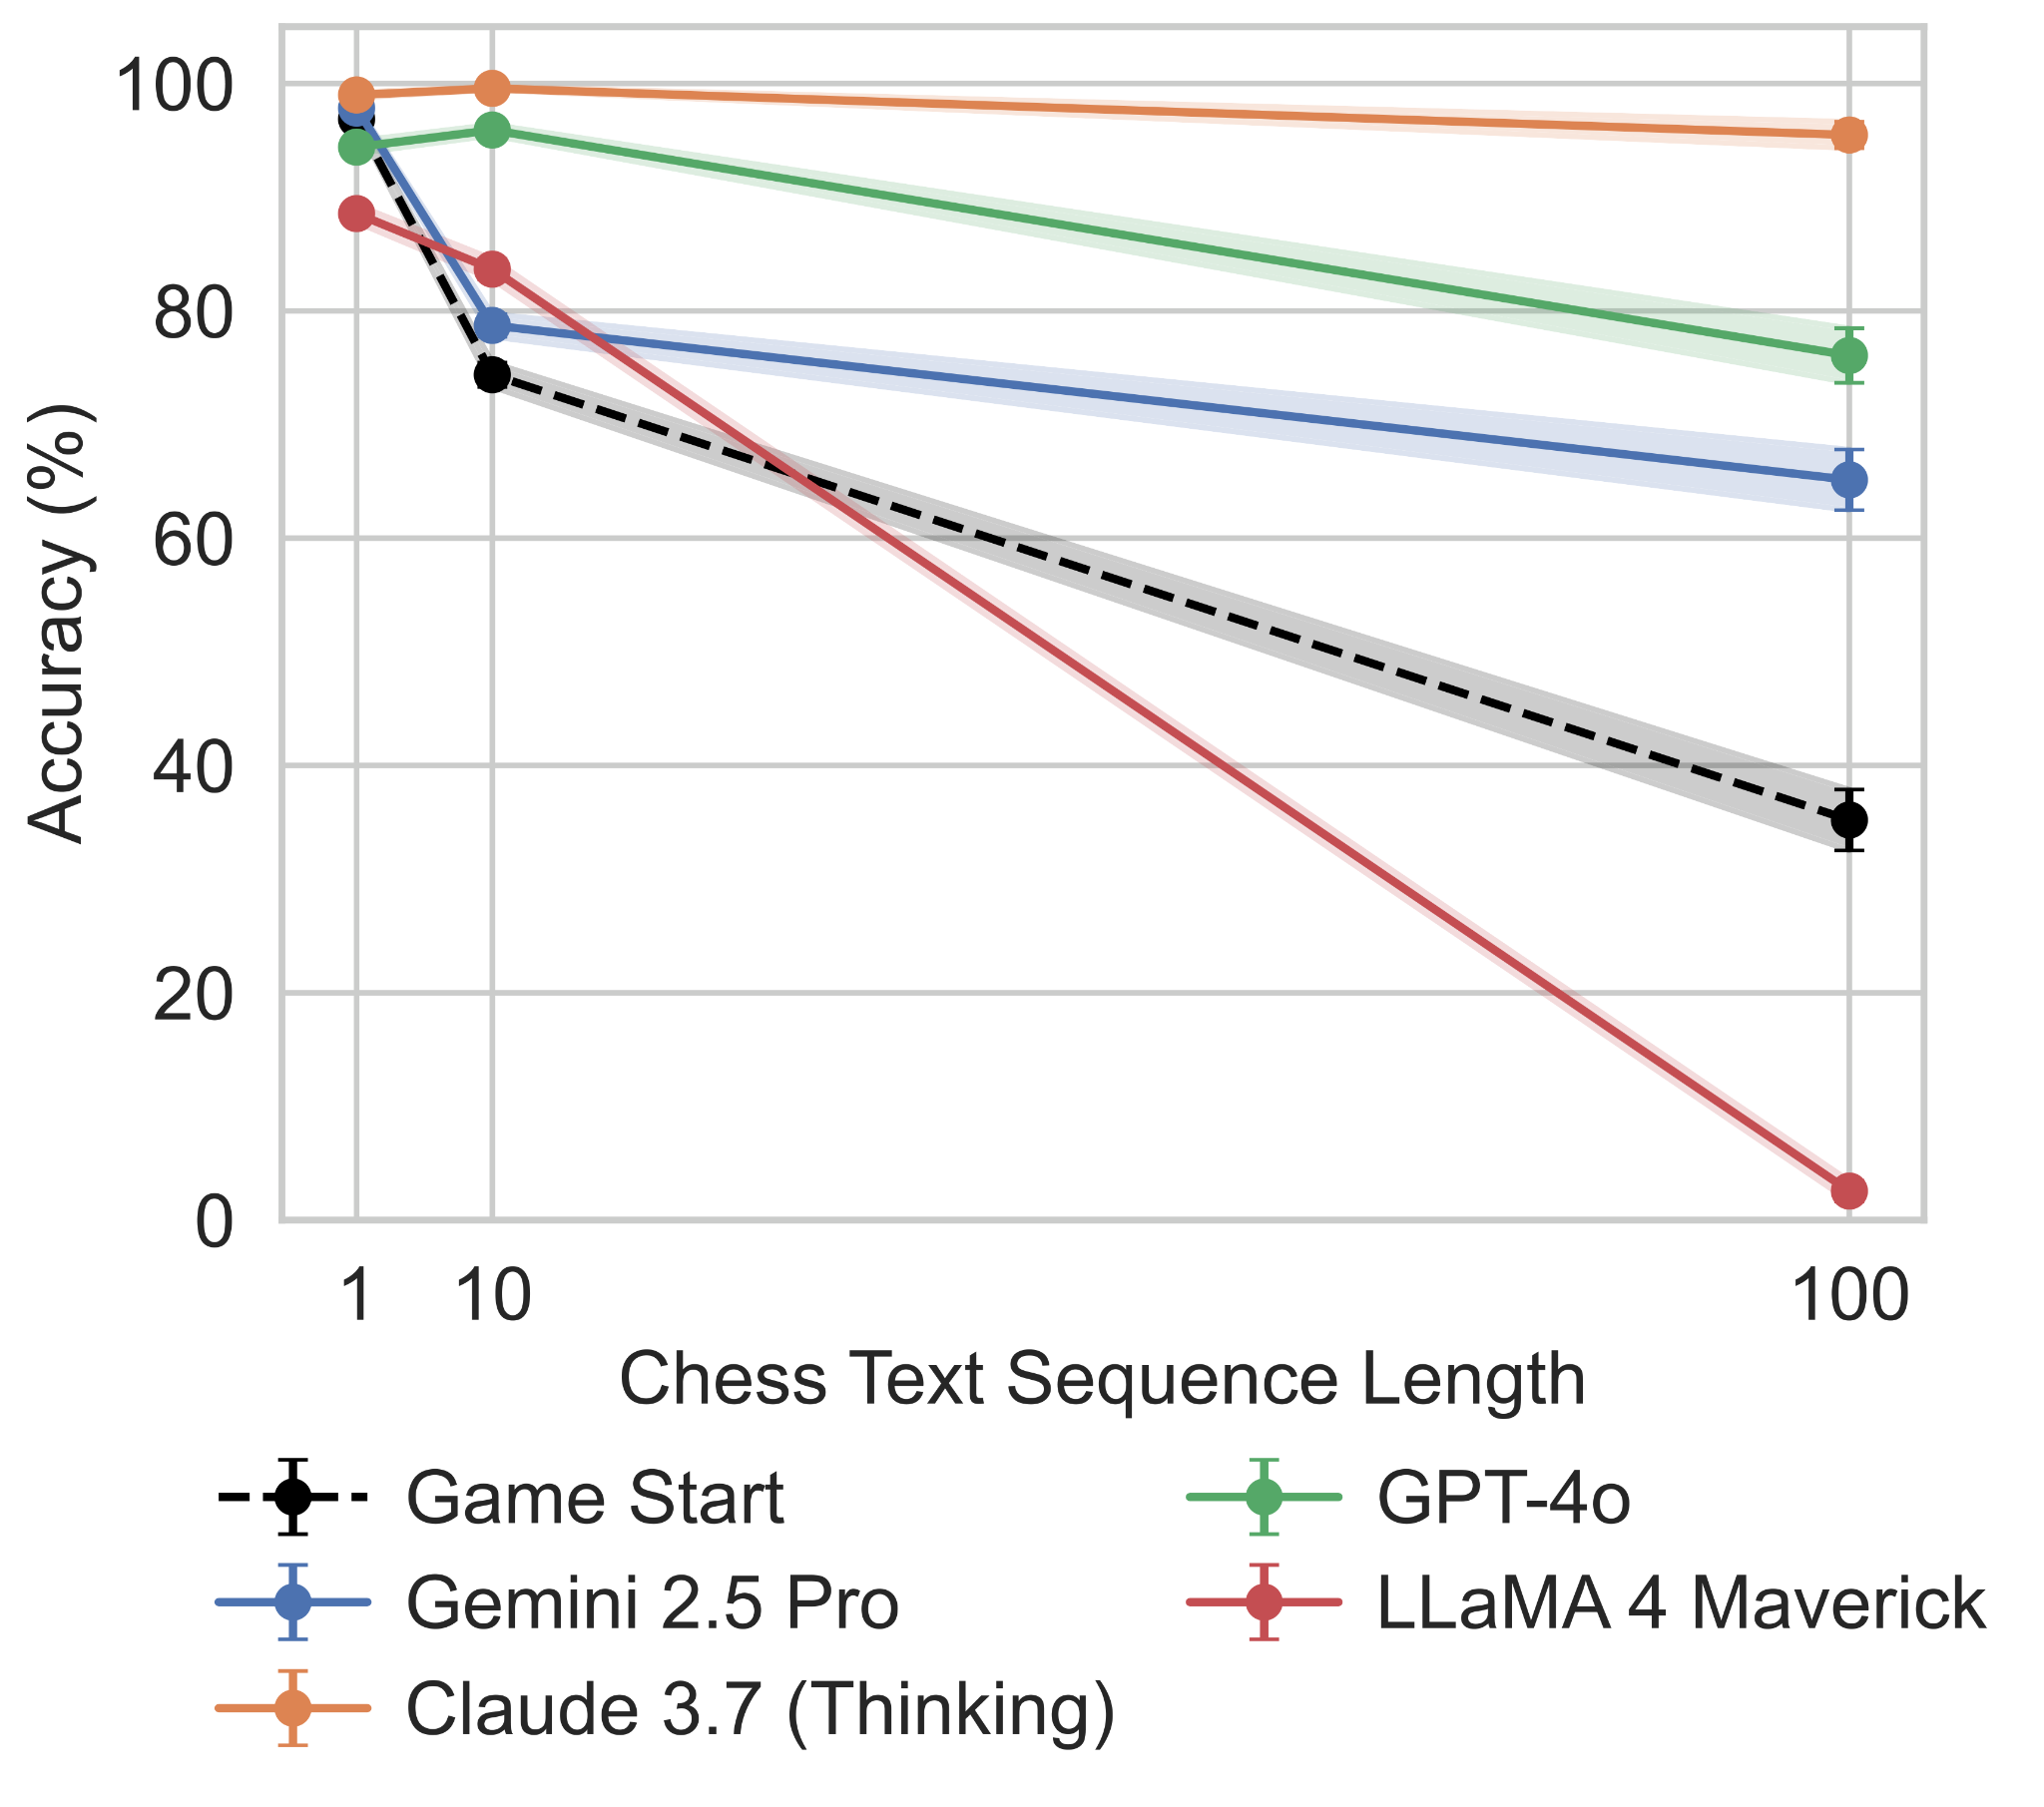 100
80
60
40
20
0
Accuracy (%)
1 10 100
Chess Text Sequence Length
Game Start
Gemini 2.5 Pro
Claude 3.7 (Thinking)
GPT-4o
LLaMA 4 Maverick